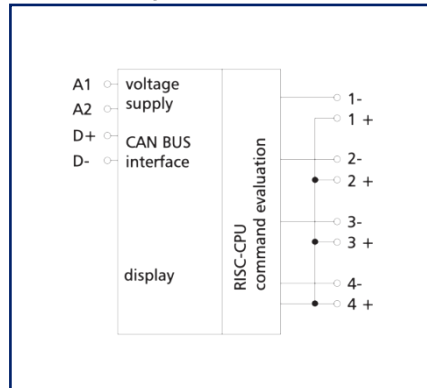 A1
voltage
A2
supply
D+
CAN BUS
D-
interface
display
RISC-CPU
command evaluation
1-
1 +
2-
2 +
3-
3 +
4-
4 +